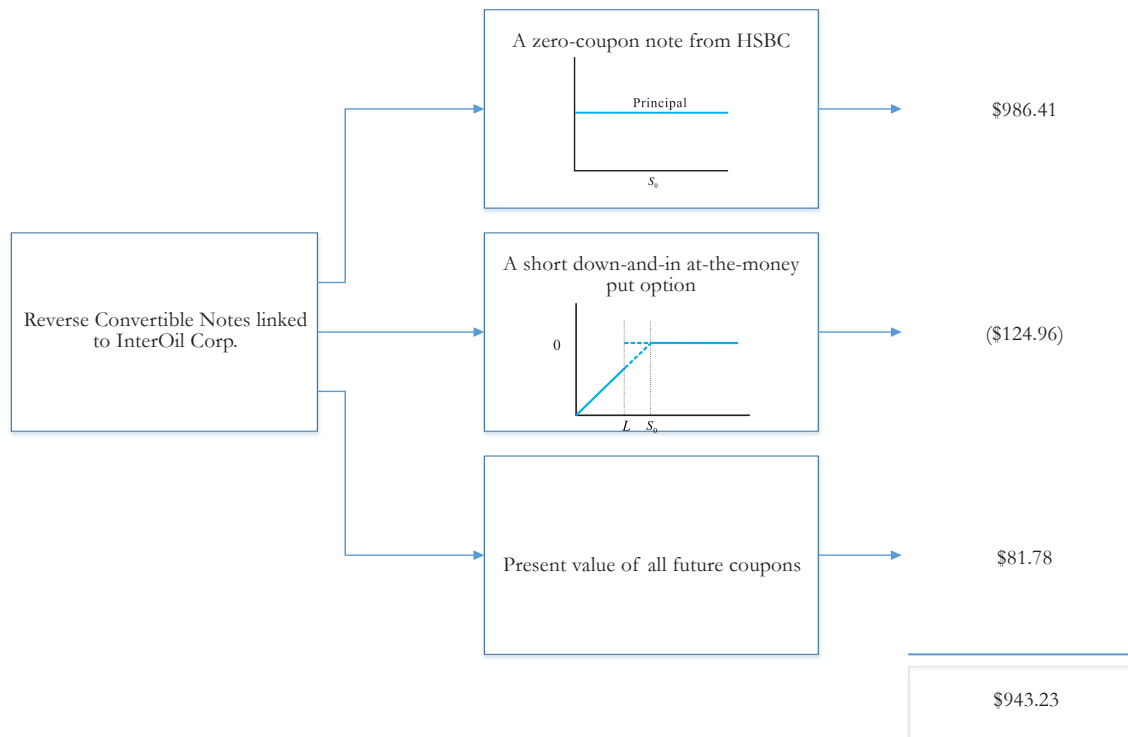 A zero-coupon note from HSBC
Principal
S₀
$986.41
Reverse Convertible Notes linked
to InterOil Corp.
A short down-and-in at-the-money
put option
0
L S₀
($124.96)
Present value of all future coupons
$81.78
$943.23